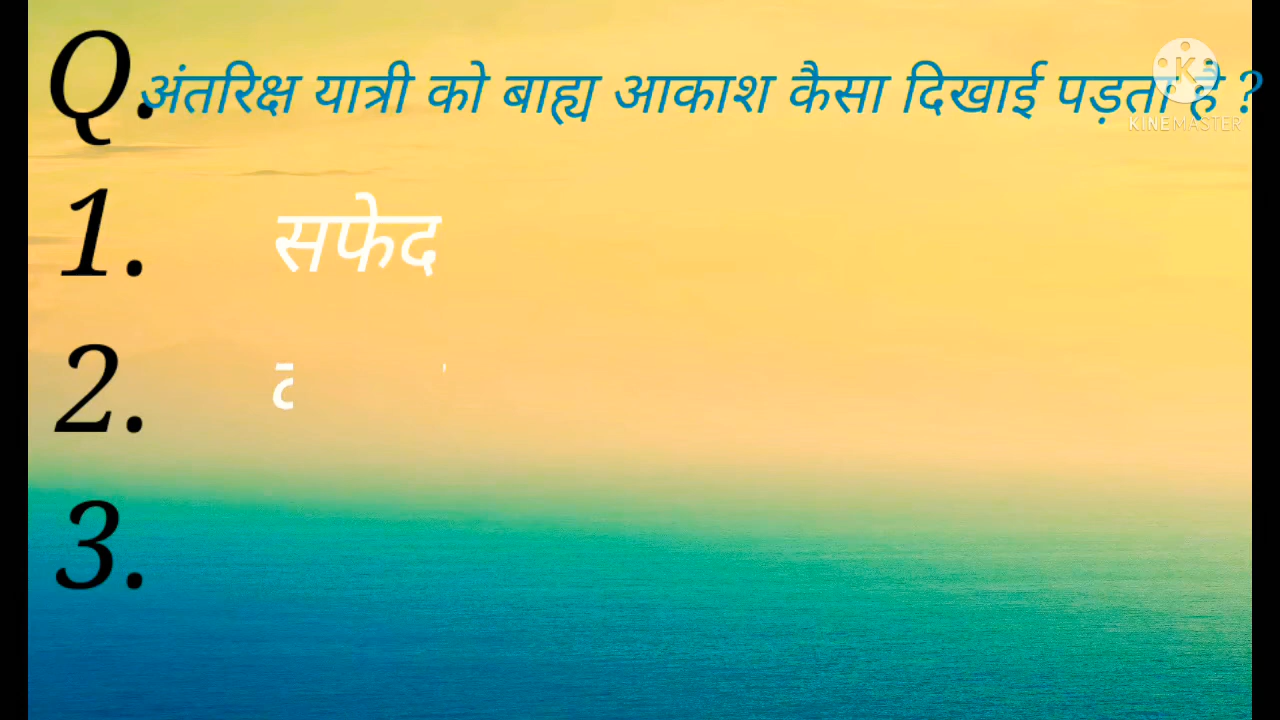 Q. अंतरिक्ष यात्री को बाह्य आकाश कैसा दिखाई पड़ता है ?
K
KINEMASTER
1. सफेद
2.
3.